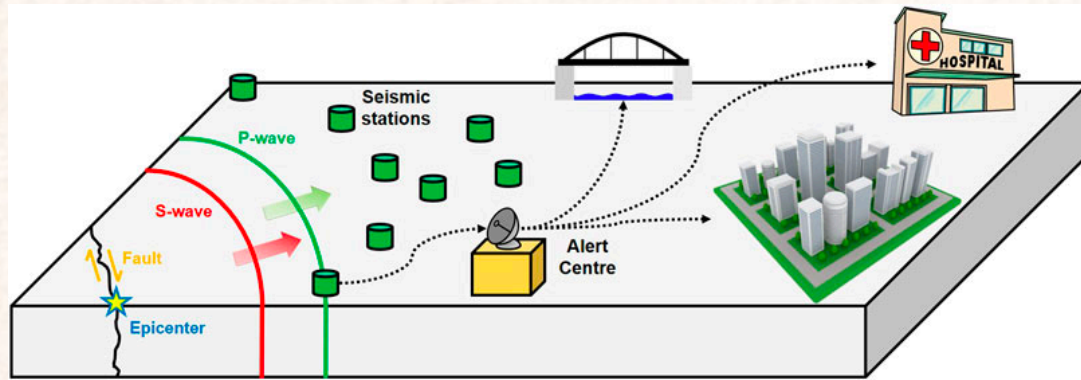 HOSPITAL
Seismic
stations
P-wave
S-wave
Alert
Centre
Fault
Epicenter